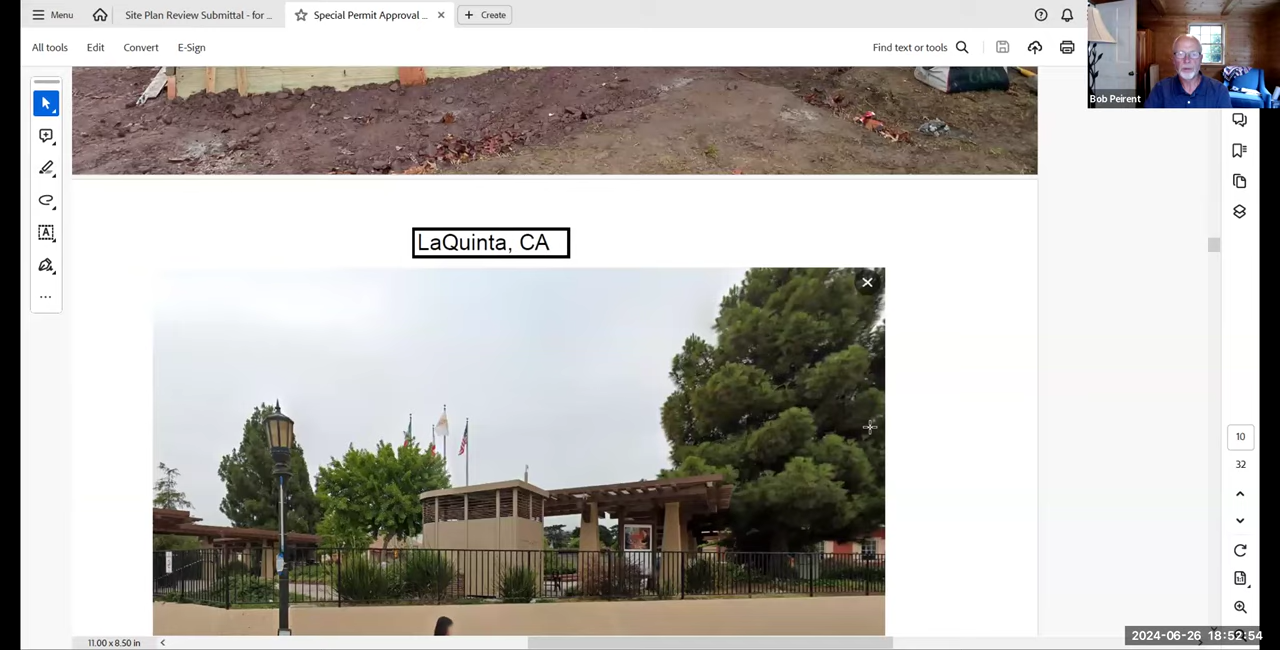 Menu
Site Plan Review Submittal - for ...
Special Permit Approval ...
Create
All tools
Edit
Convert
E-Sign
Find text or tools
Bob Peirent
LaQuinta, CA
10
32
11.00 x 8.50 in
2024-06-26 18:52:54